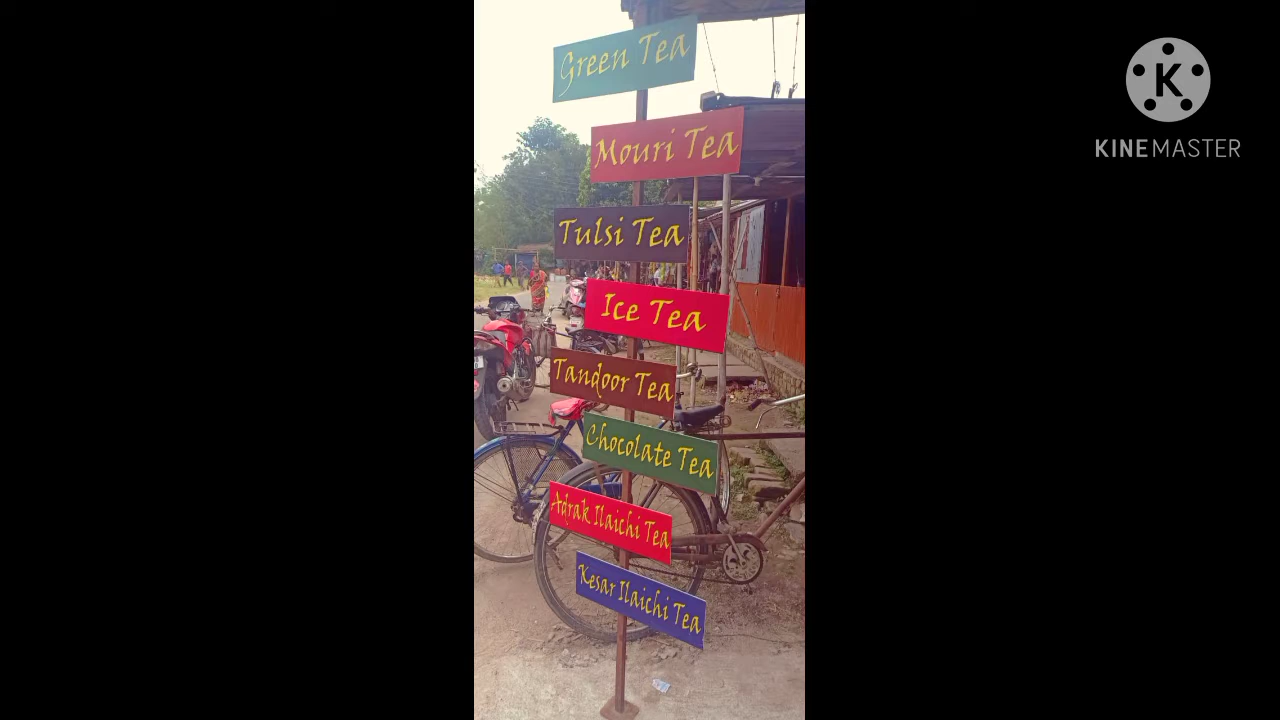 Green Tea
Mouri Tea
Tulsi Tea
Ice Tea
Tandoor Tea
Chocolate Tea
Adrak Ilaichi Tea
Kesar Ilaichi Tea
K
KINEMASTER